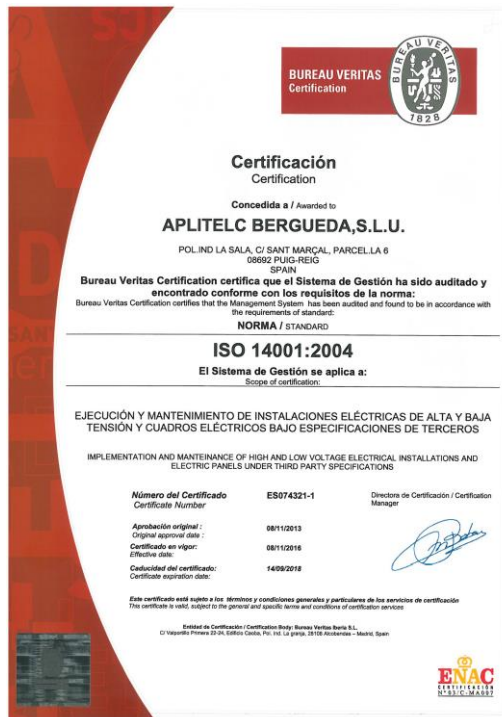 BUREAU VERITAS
Certification
BUREAU VERITAS
1828
Certificación
Certification
Concedida a / Awarded to
APLITELC BERGUEDA,S.L.U.
POL.IND LA SALA, C/ SANT MARÇAL, PARCEL.LA 6
08692 PUIG-REIG
SPAIN
Bureau Veritas Certification certifica que el Sistema de Gestión ha sido auditado y
encontrado conforme con los requisitos de la norma:
Bureau Veritas Certification certifies that the Management System has been audited and found to be in accordance with
the requirements of standard:
NORMA / STANDARD
ISO 14001:2004
El Sistema de Gestión se aplica a:
Scope of certification:
EJECUCIÓN Y MANTENIMIENTO DE INSTALACIONES ELÉCTRICAS DE ALTA Y BAJA
TENSIÓN Y CUADROS ELÉCTRICOS BAJO ESPECIFICACIONES DE TERCEROS
IMPLEMENTATION AND MANTEINANCE OF HIGH AND LOW VOLTAGE ELECTRICAL INSTALLATIONS AND
ELECTRIC PANELS UNDER THIRD PARTY SPECIFICATIONS
Número del Certificado ES074321-1 Directora de Certificación / Certification
Certificate Number Manager
Aprobación original : 08/11/2013
Original approval date :
Certificado en vigor: 08/11/2016
Effective date:
Caducidad del certificado: 14/09/2018
Certificate expiration date:
Este certificado está sujeto a los términos y condiciones generales y particulares de los servicios de certificación
This certificate is valid, subject to the general and specific terms and conditions of certification services
Entidad de Certificación / Certification Body: Bureau Veritas Iberia S.L.
C/ Valportillo Primera 22-24, Edificio Caoba, Pol. Ind. La granja, 28108 Alcobendas – Madrid, Spain
ENAC
CERTIFICACIÓN